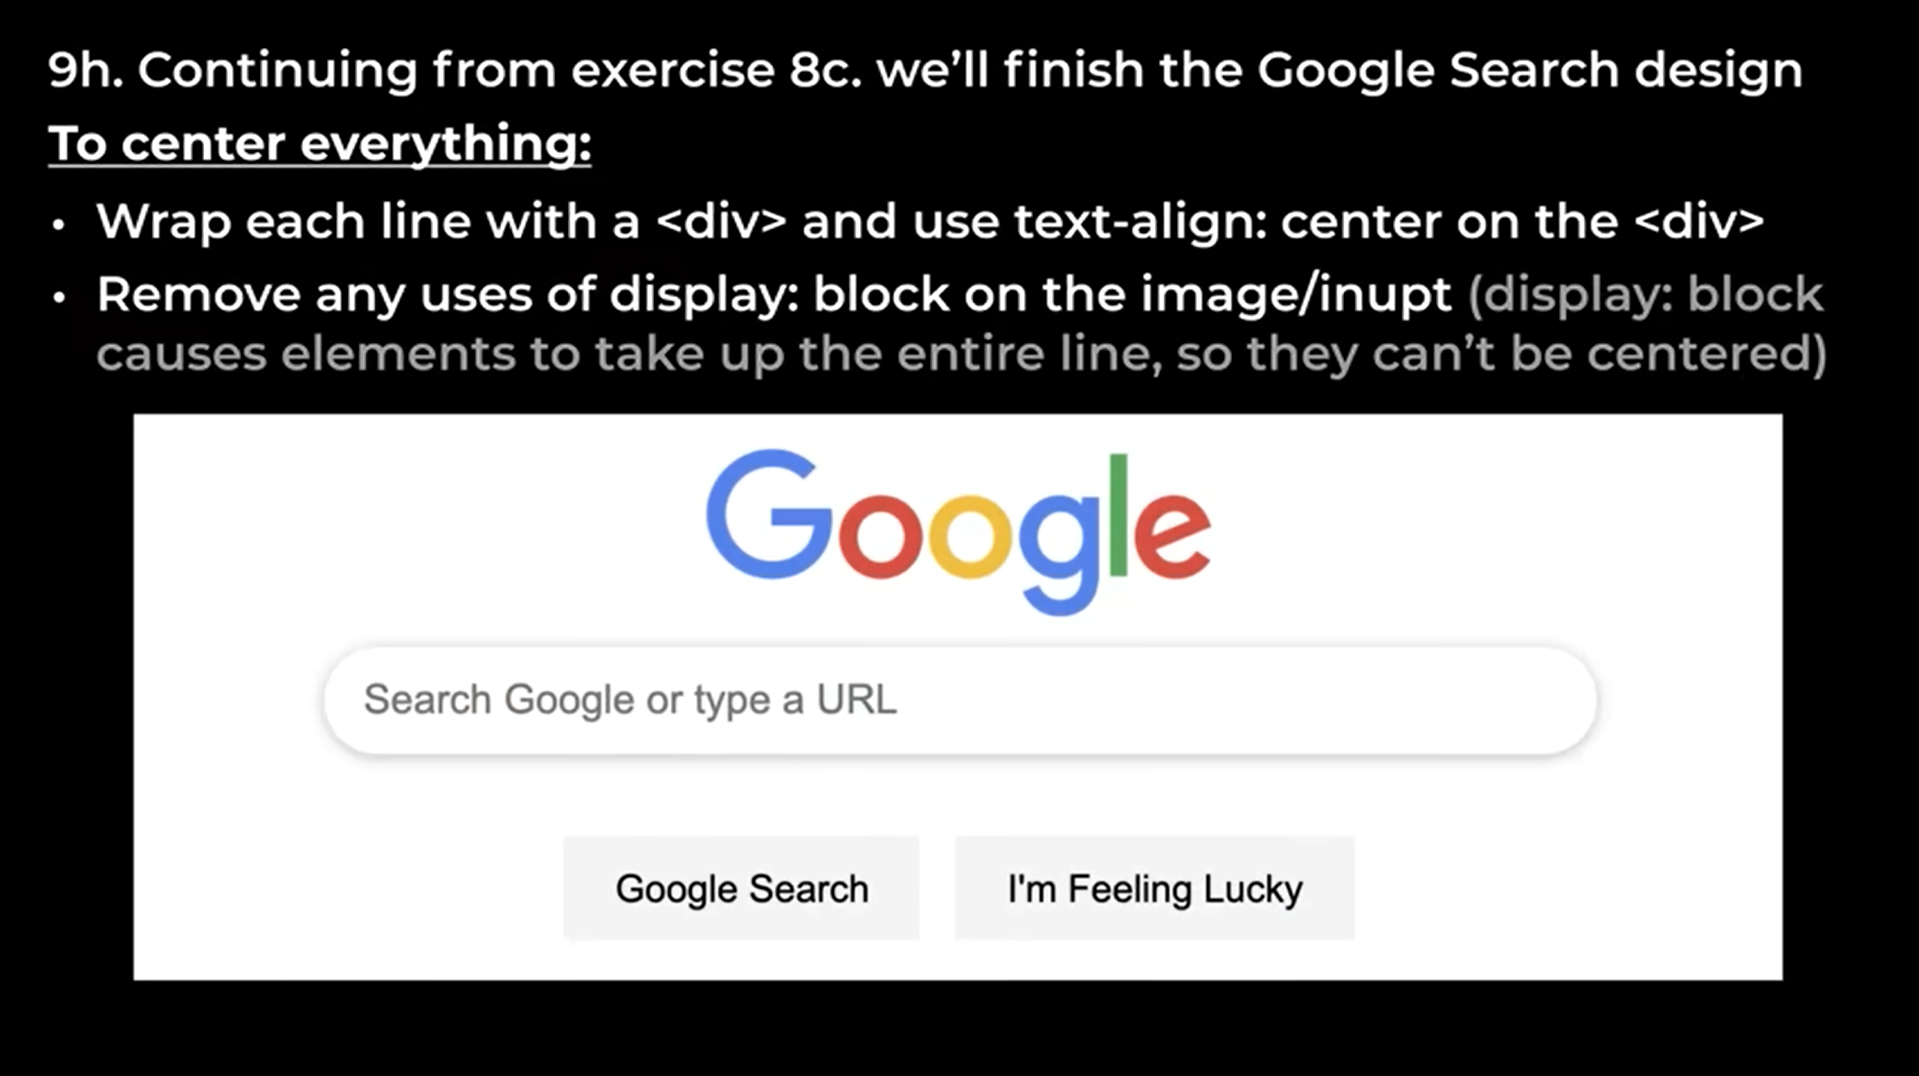 9h. Continuing from exercise 8c. we’ll finish the Google Search design
To center everything:
• Wrap each line with a <div> and use text-align: center on the <div>
• Remove any uses of display: block on the image/inupt (display: block
causes elements to take up the entire line, so they can’t be centered)
Google
Search Google or type a URL
Google Search
I'm Feeling Lucky